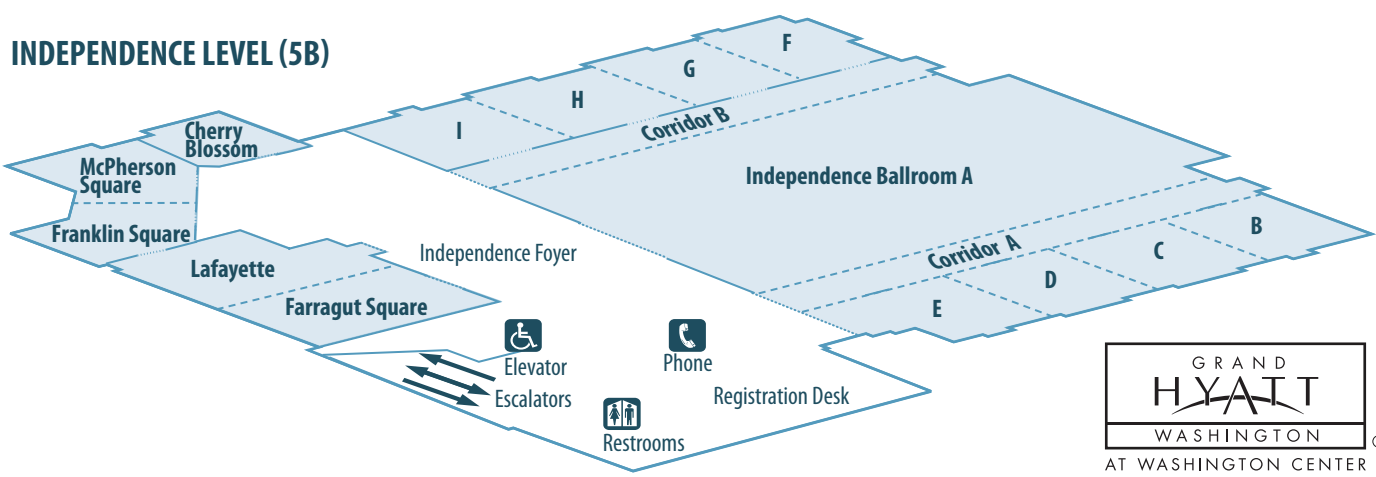 INDEPENDENCE LEVEL (5B)
F
G
H
I
Corridor B
Cherry
Blossom
McPherson
Square
Franklin Square
Lafayette
Farragut Square
Independence Foyer
Independence Ballroom A
Corridor A
B
C
D
E
Elevator
Escalators
Phone
Restrooms
Registration Desk
GRAND
HYATT
WASHINGTON
AT WASHINGTON CENTER